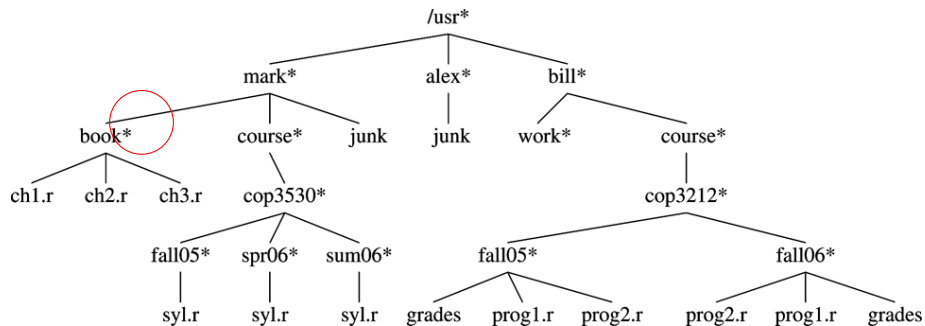 /usr*
mark* alex* bill*
book* course* junk junk work* course*
ch1.r ch2.r ch3.r cop3530* cop3212*
fall05* spr06* sum06* fall05* fall06*
syl.r syl.r syl.r grades prog1.r prog2.r prog2.r prog1.r grades